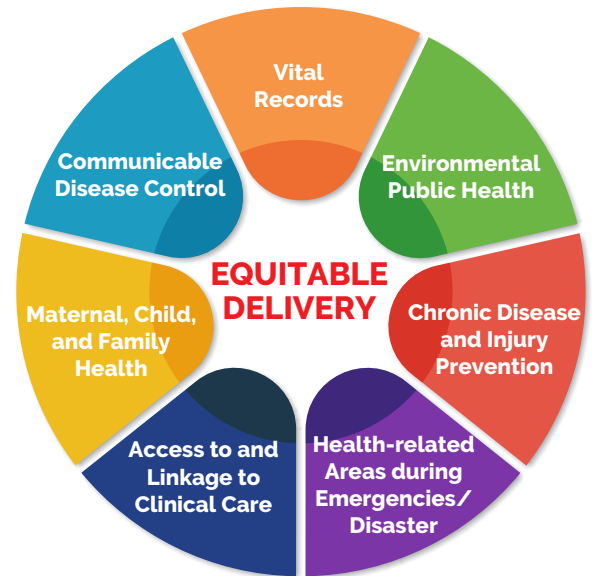 Vital
Records
Environmental
Public Health
Chronic Disease
and Injury
Prevention
Health-related
Areas during
Emergencies/
Disaster
Access to and
Linkage to
Clinical Care
Maternal, Child,
and Family
Health
Communicable
Disease Control
EQUITABLE
DELIVERY